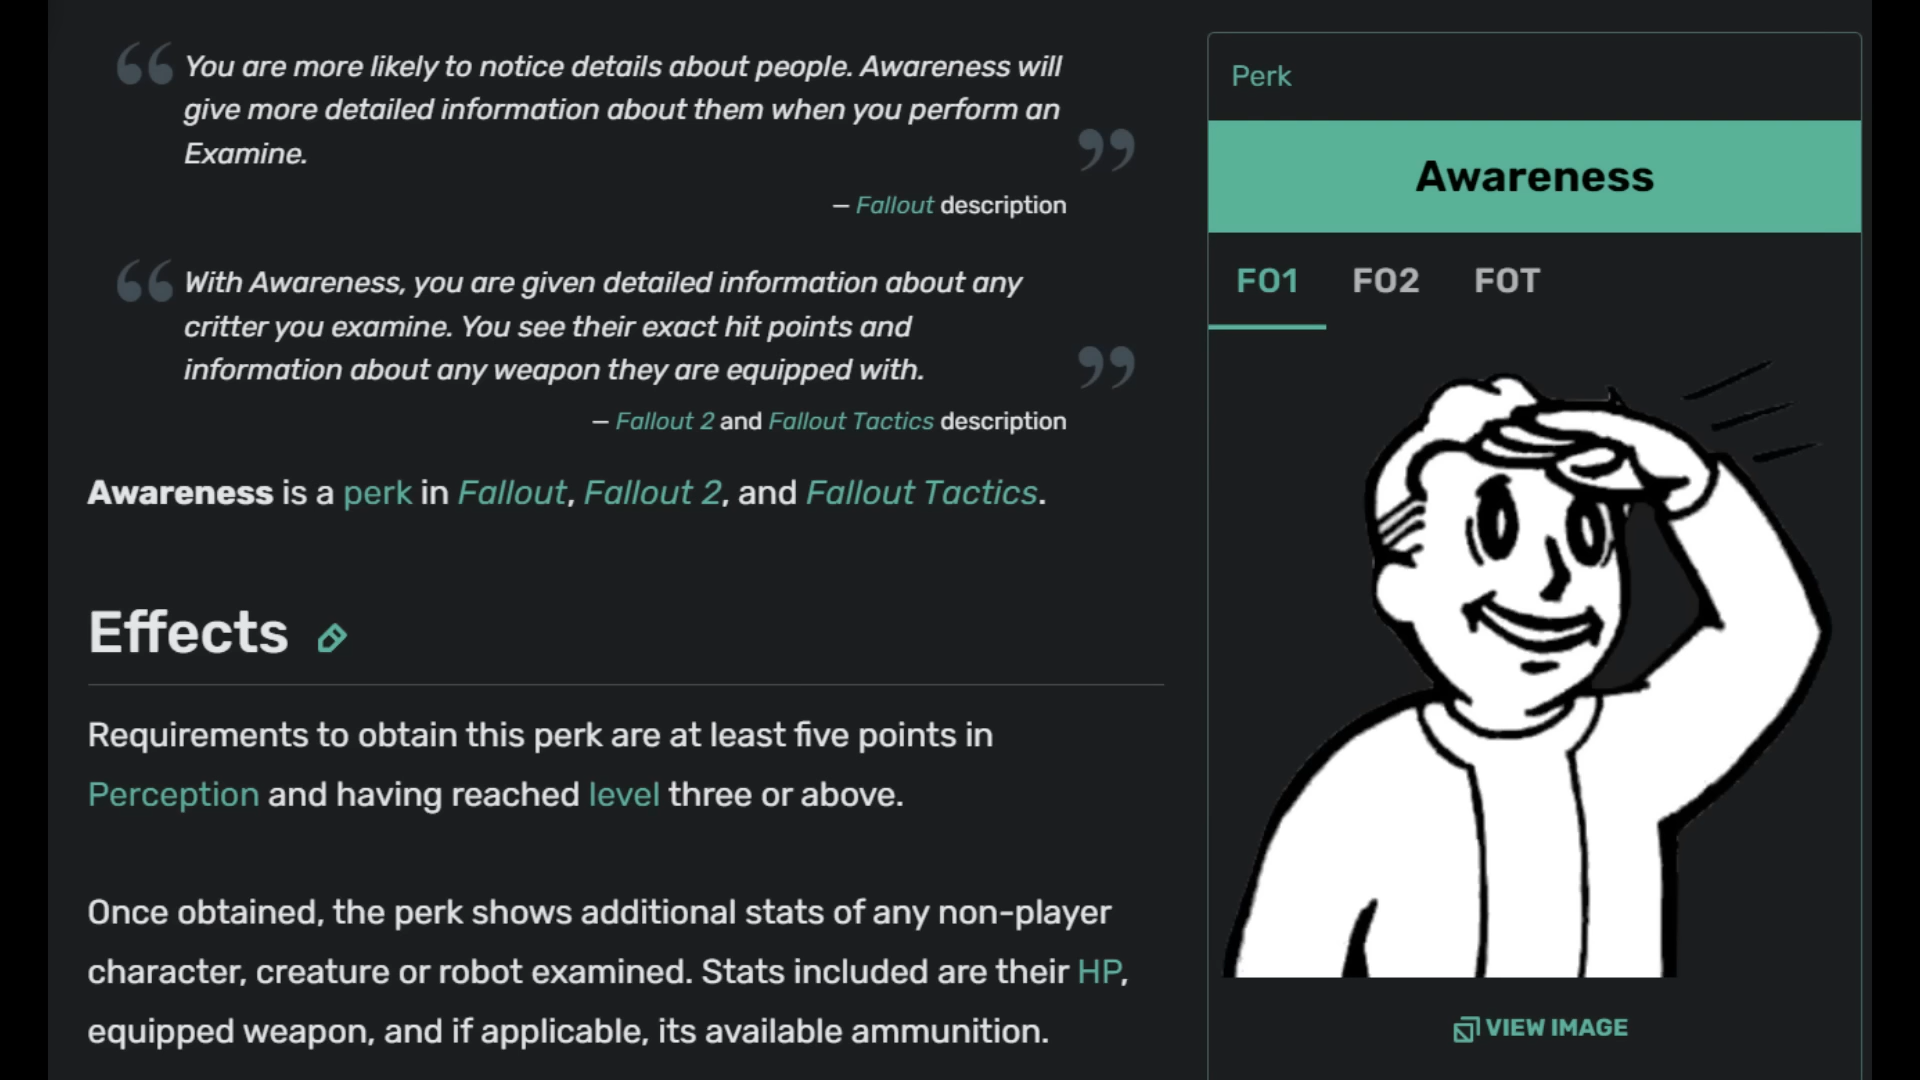 You are more likely to notice details about people. Awareness will
give more detailed information about them when you perform an
Examine.
— Fallout description
With Awareness, you are given detailed information about any
critter you examine. You see their exact hit points and
information about any weapon they are equipped with.
— Fallout 2 and Fallout Tactics description
Awareness is a perk in Fallout, Fallout 2, and Fallout Tactics.
Effects
Requirements to obtain this perk are at least five points in
Perception and having reached level three or above.
Once obtained, the perk shows additional stats of any non-player
character, creature or robot examined. Stats included are their HP,
equipped weapon, and if applicable, its available ammunition.
Perk
Awareness
FO1 FO2 FOT
VIEW IMAGE